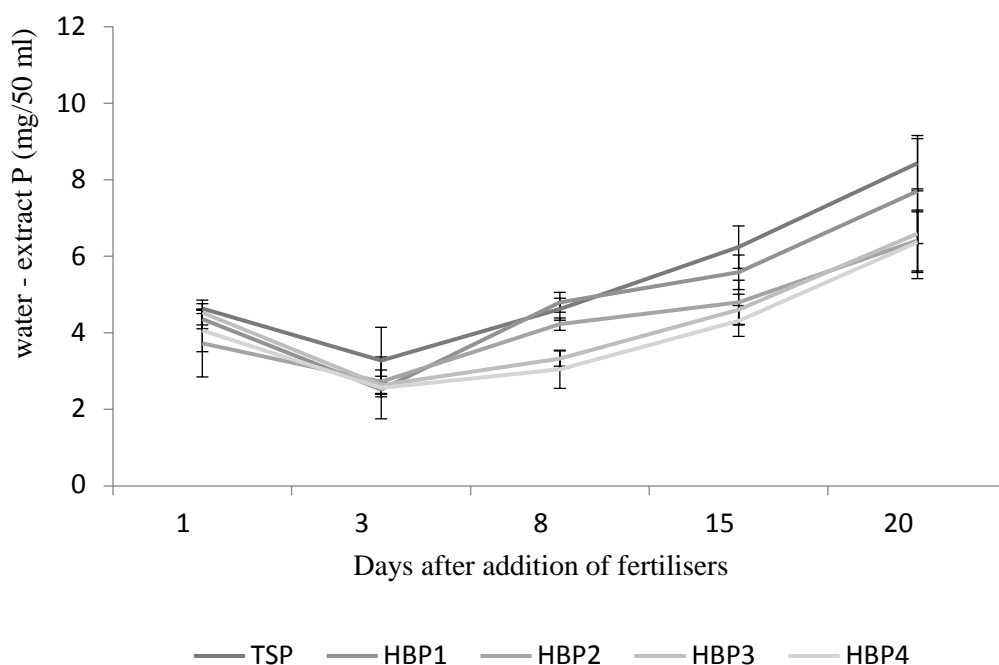 water - extract P (mg/50 ml)
12
10
8
6
4
2
0
1 3 8 15 20
Days after addition of fertilisers
TSP HBP1 HBP2 HBP3 HBP4